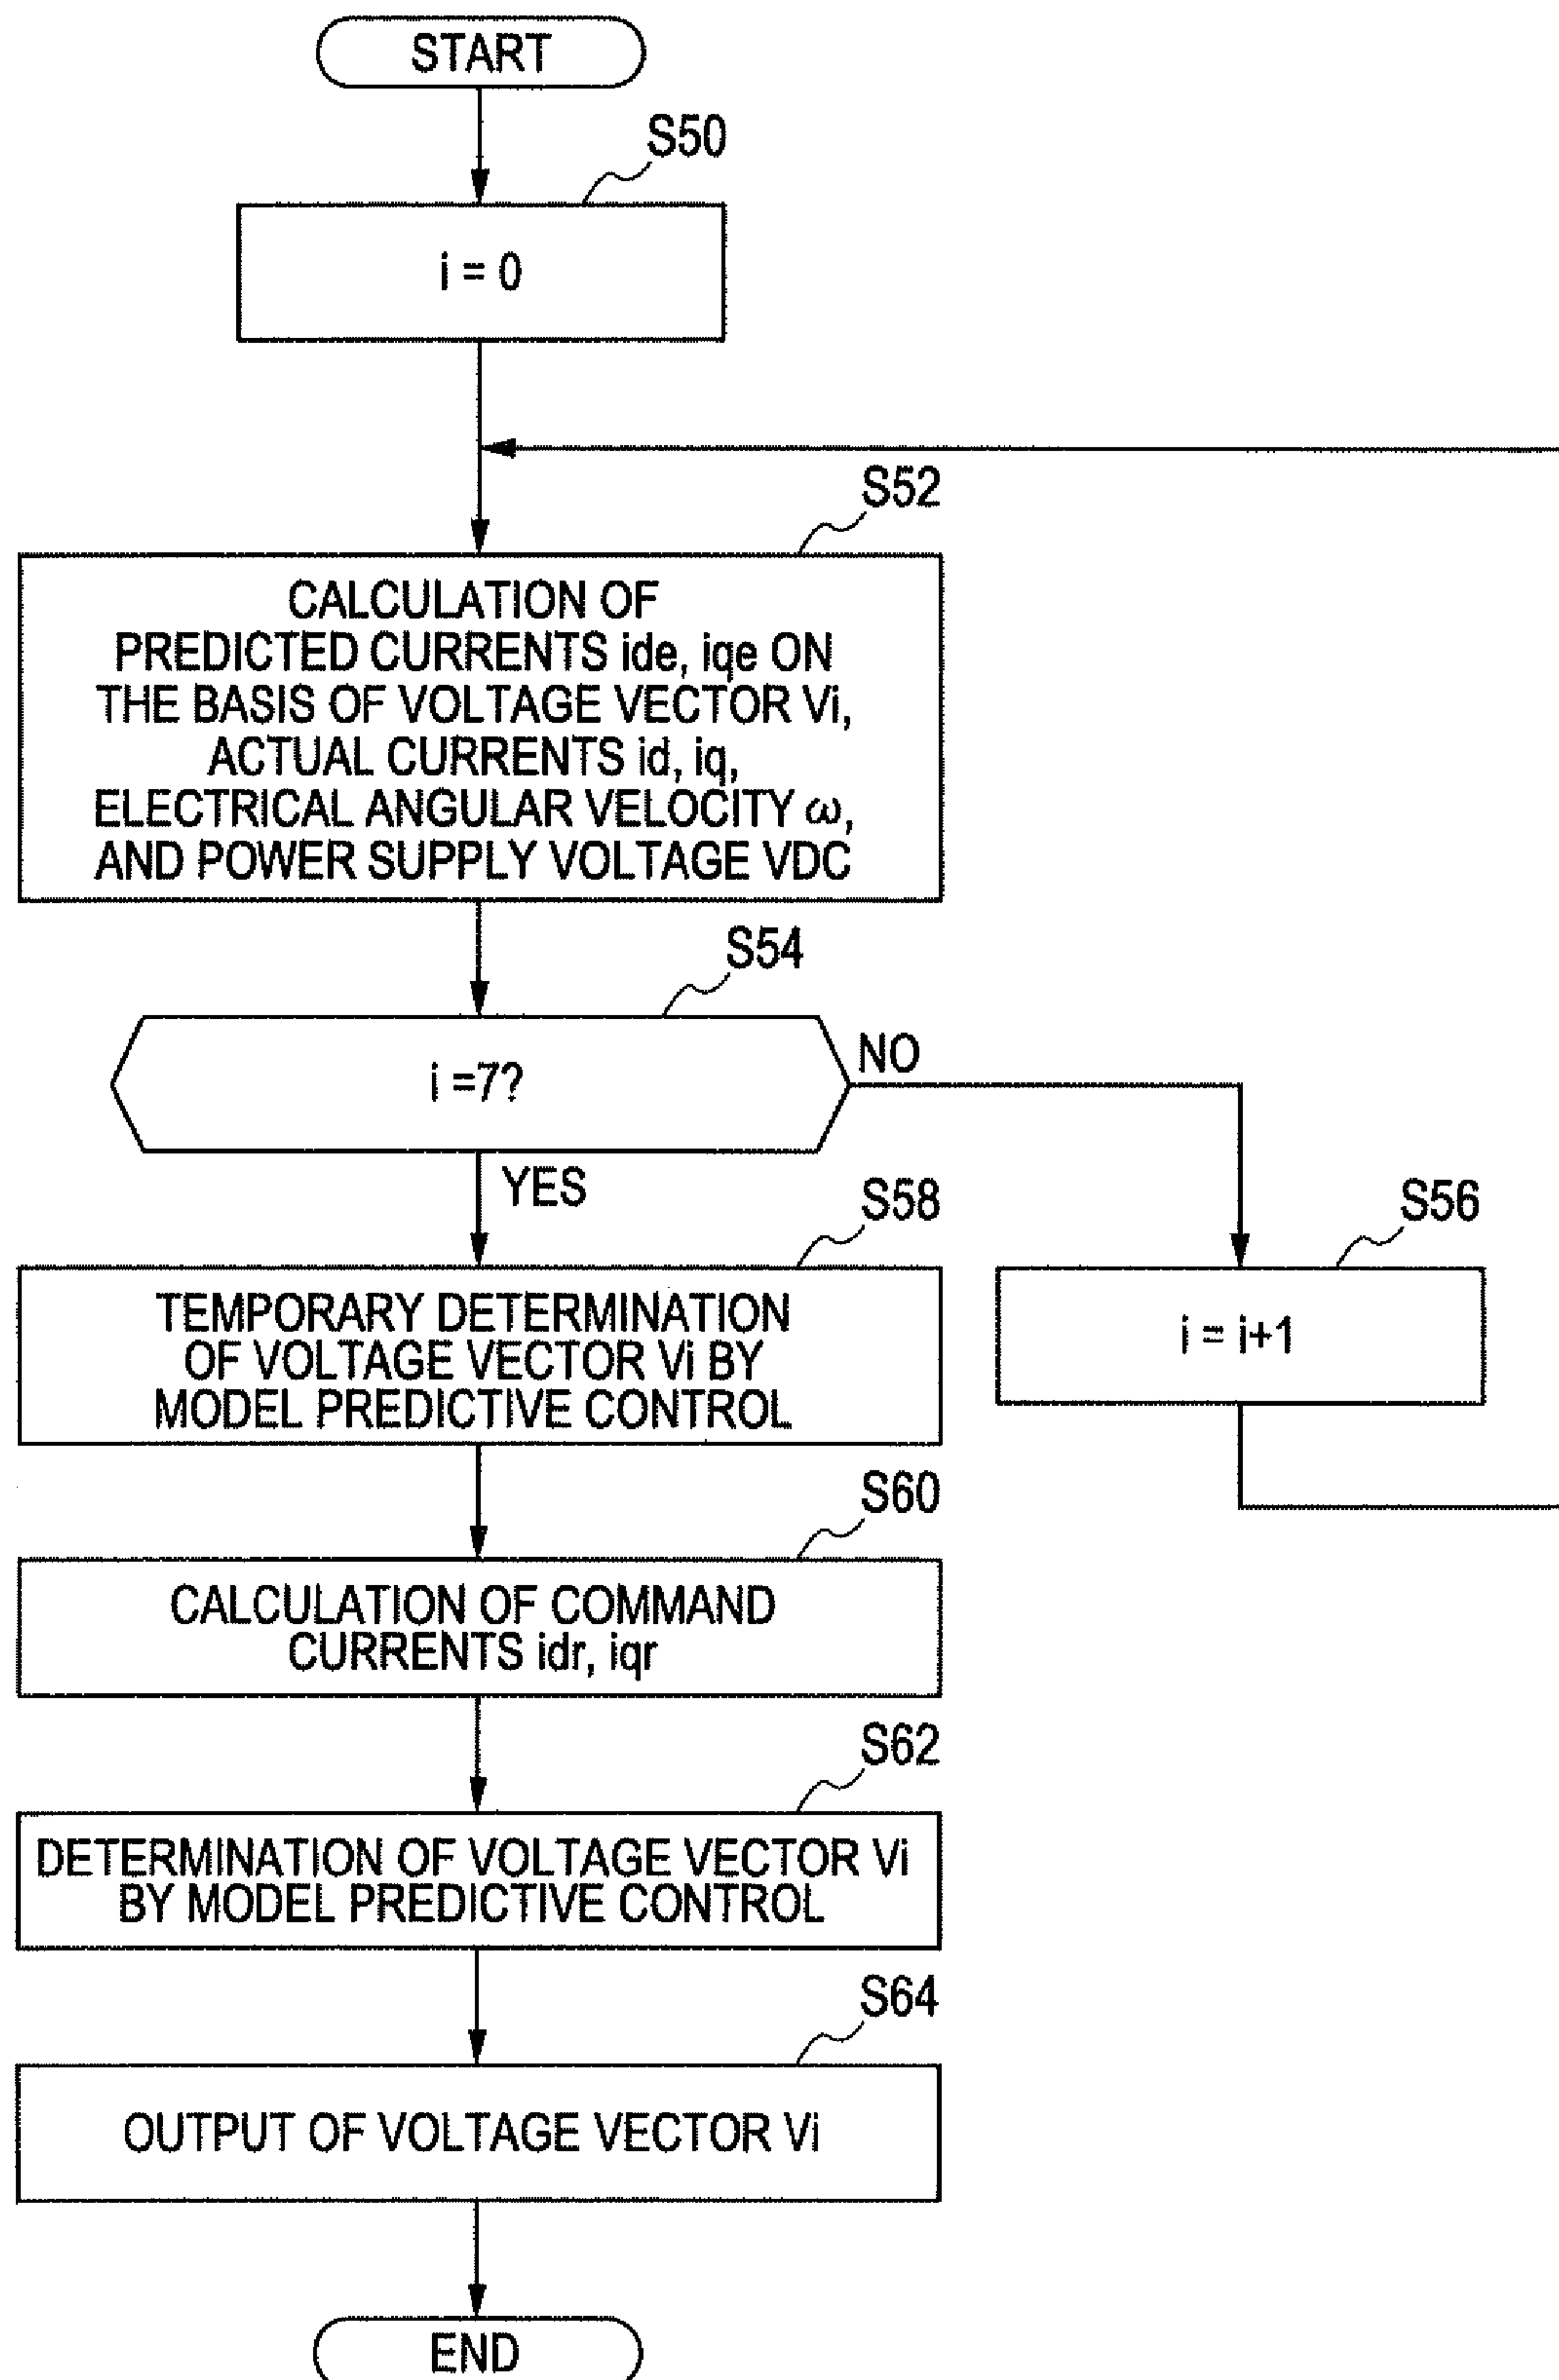 START
S50
i = 0
S52
CALCULATION OF
PREDICTED CURRENTS ide, iqe ON
THE BASIS OF VOLTAGE VECTOR Vi,
ACTUAL CURRENTS id, iq,
ELECTRICAL ANGULAR VELOCITY ω,
AND POWER SUPPLY VOLTAGE VDC
S54
i =7?
NO
YES
S58
S56
TEMPORARY DETERMINATION
OF VOLTAGE VECTOR Vi BY
MODEL PREDICTIVE CONTROL
i = i+1
S60
CALCULATION OF COMMAND
CURRENTS idr, iqr
S62
DETERMINATION OF VOLTAGE VECTOR Vi
BY MODEL PREDICTIVE CONTROL
S64
OUTPUT OF VOLTAGE VECTOR Vi
END